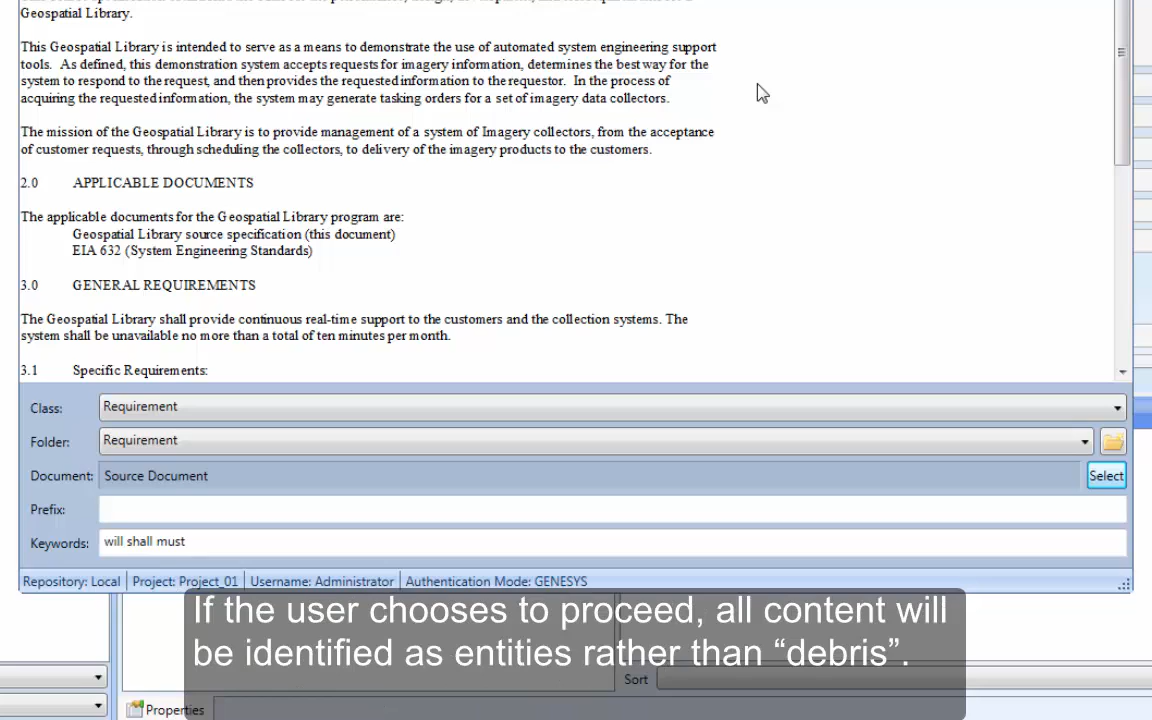 Geospatial Library.
This Geospatial Library is intended to serve as a means to demonstrate the use of automated system engineering support
tools. As defined, this demonstration system accepts requests for imagery information, determines the best way for the
system to respond to the request, and then provides the requested information to the requestor. In the process of
acquiring the requested information, the system may generate tasking orders for a set of imagery data collectors.
The mission of the Geospatial Library is to provide management of a system of Imagery collectors, from the acceptance
of customer requests, through scheduling the collectors, to delivery of the imagery products to the customers.
2.0 APPLICABLE DOCUMENTS
The applicable documents for the Geospatial Library program are:
Geospatial Library source specification (this document)
EIA 632 (System Engineering Standards)
3.0 GENERAL REQUIREMENTS
The Geospatial Library shall provide continuous real-time support to the customers and the collection systems. The
system shall be unavailable no more than a total of ten minutes per month.
3.1 Specific Requirements:
Class: Requirement
Folder: Requirement
Document: Source Document Select
Prefix:
Keywords: will shall must
Repository: Local Project: Project_01 Username: Administrator Authentication Mode: GENESYS
If the user chooses to proceed, all content will
be identified as entities rather than “debris”.
Sort
Properties